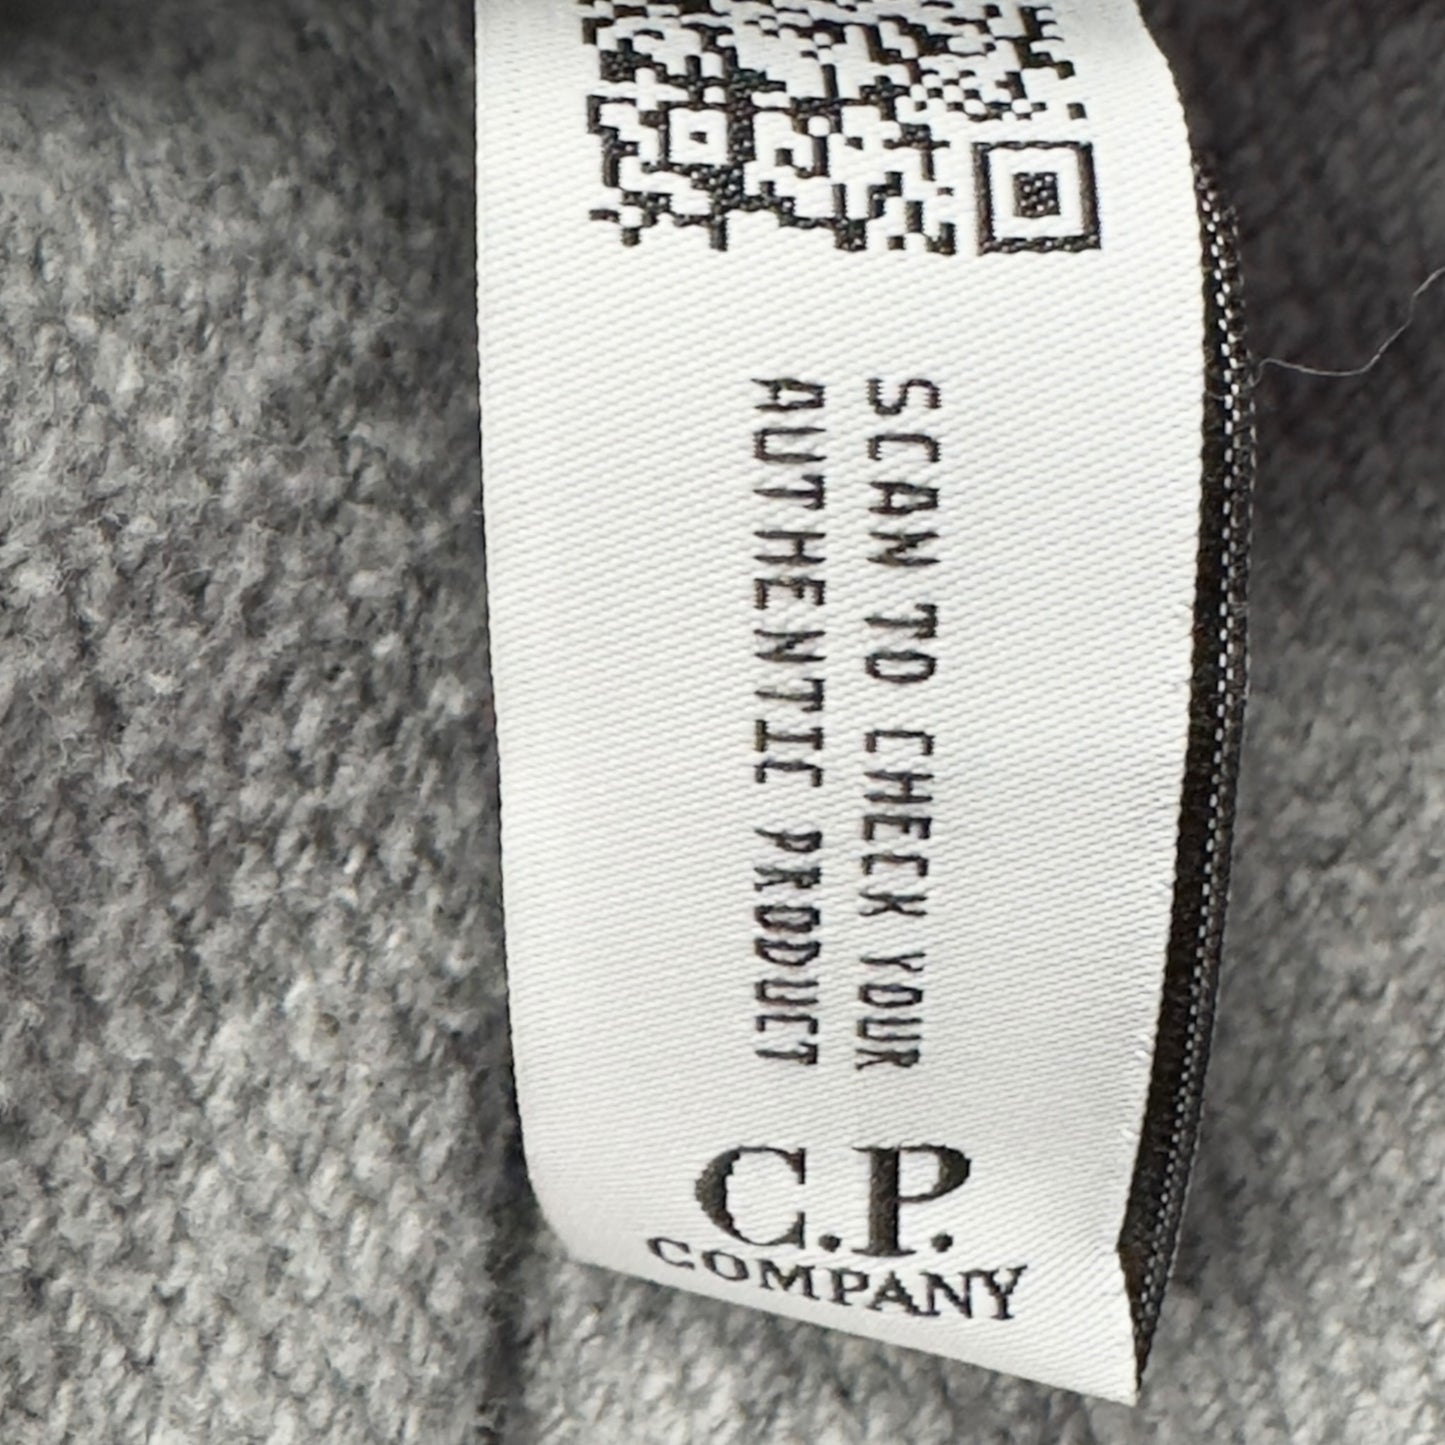 SCAN TO CHECK YOUR
AUTHENTIC PRODUCT
C.P.
COMPANY